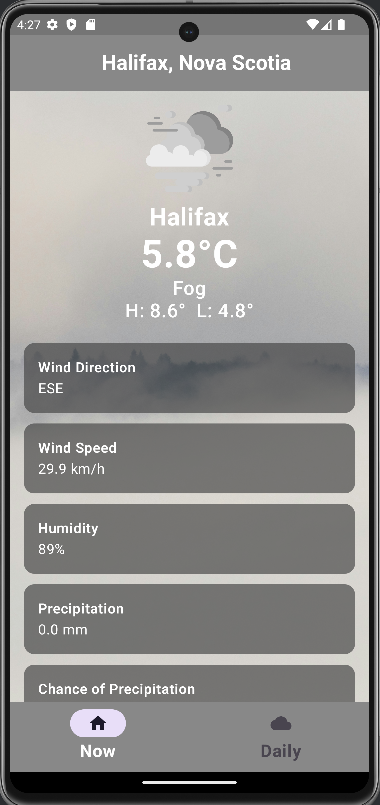 4:27
Halifax, Nova Scotia
Halifax
5.8°C
Fog
H: 8.6° L: 4.8°
Wind Direction
ESE
Wind Speed
29.9 km/h
Humidity
89%
Precipitation
0.0 mm
Chance of Precipitation
Now Daily